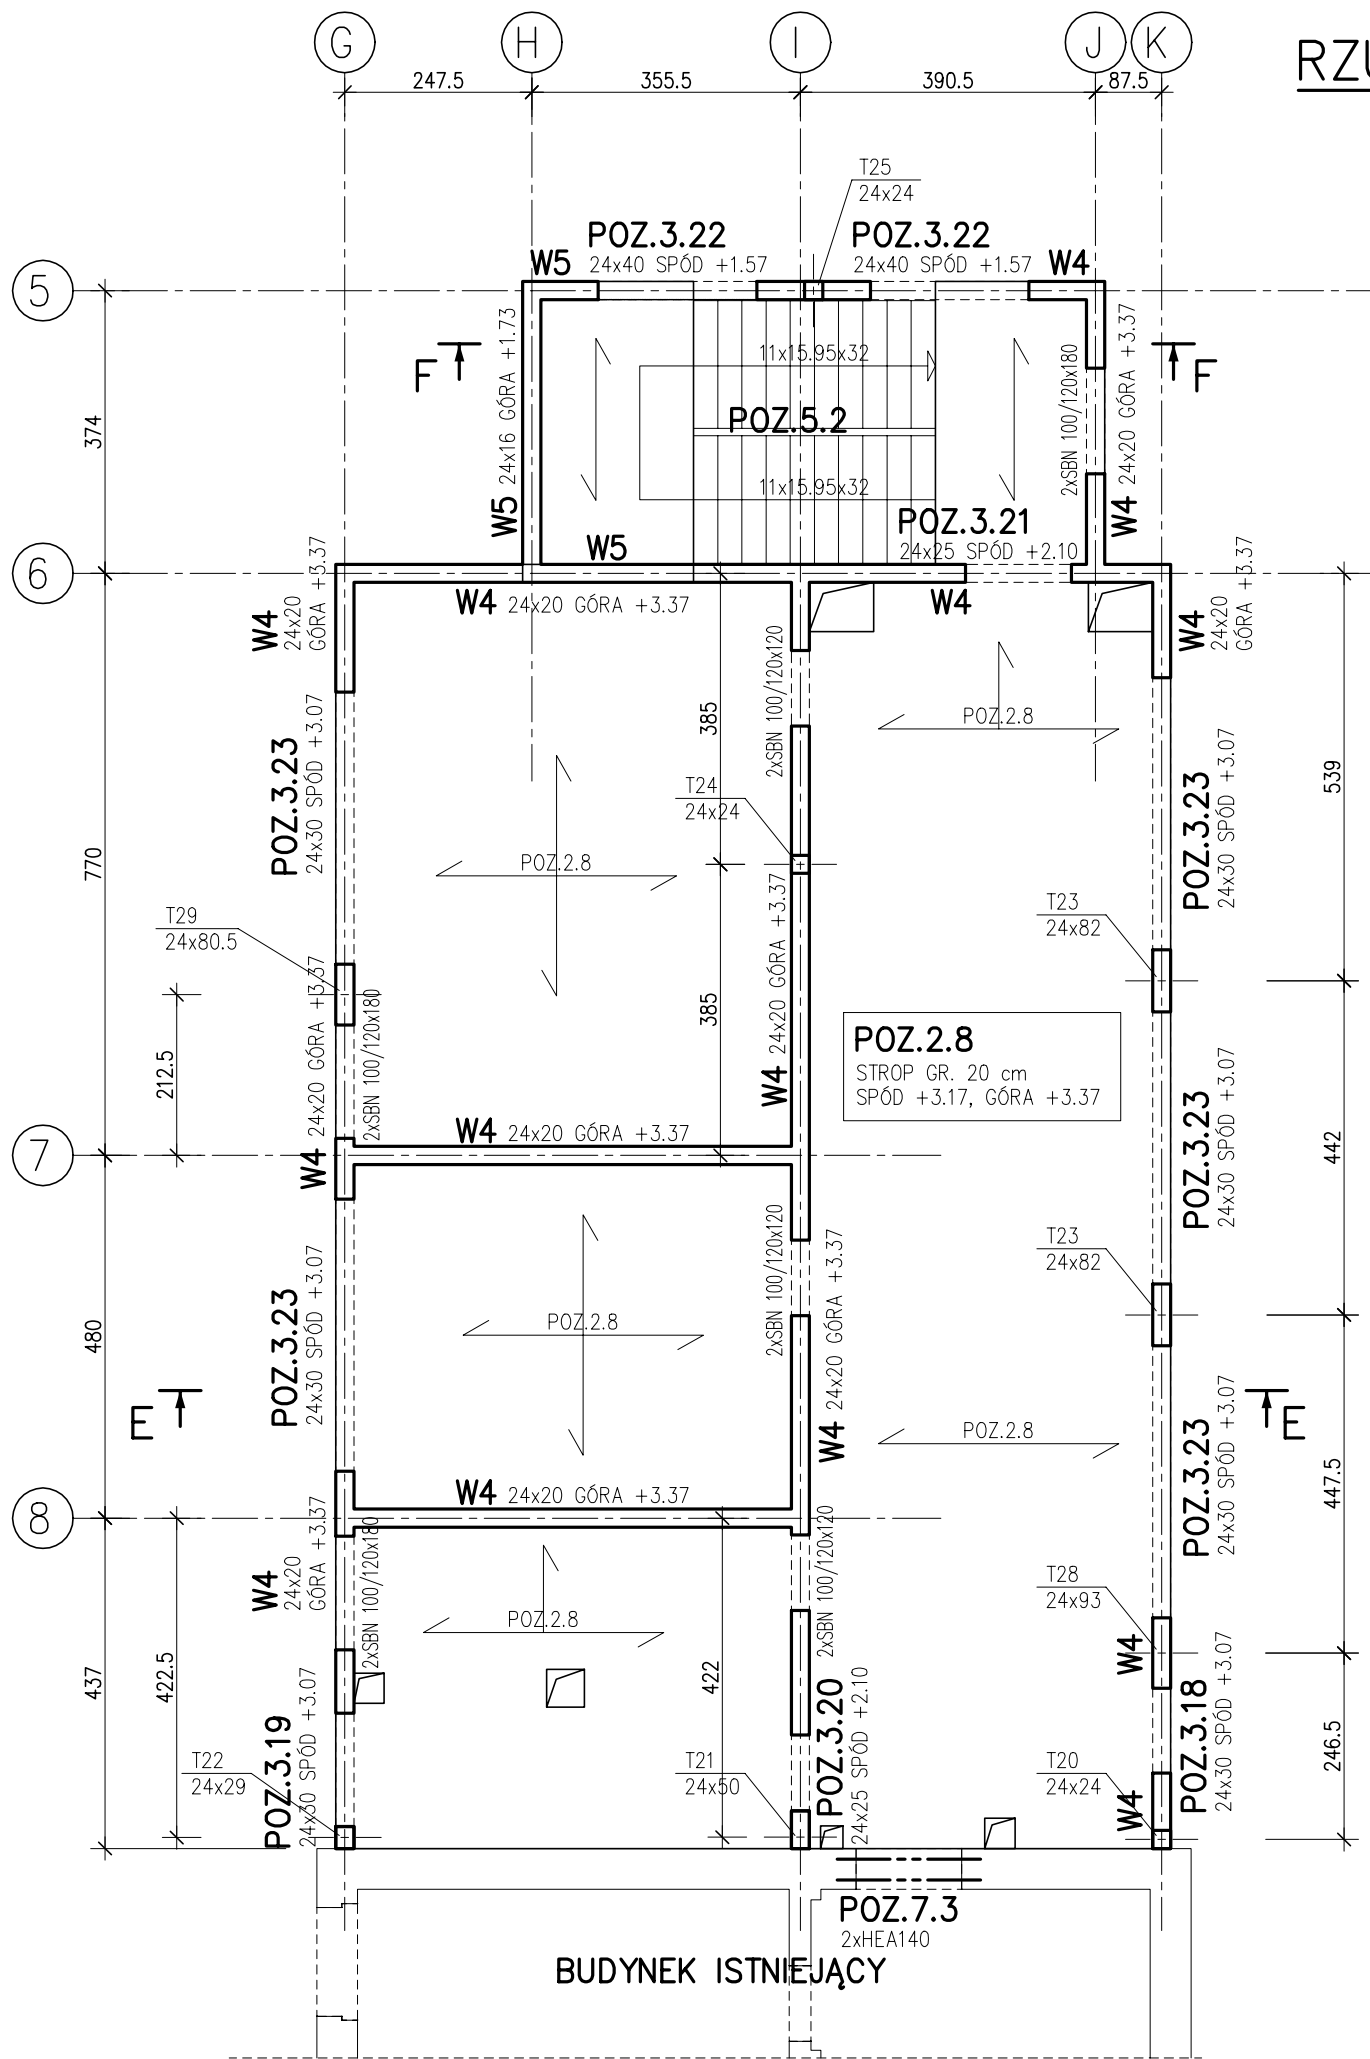 G
H
I
J
K
RZU
247.5
355.5
390.5
87.5
T25
24x24
POZ.3.22
24x40 SPÓD +1.57
POZ.3.22
24x40 SPÓD +1.57
W5
W4
5
F
F
24x16 GÓRA +1.73
W5
11x15.95x32
POZ.5.2
11x15.95x32
2xSBN 100/120x180
24x20 GÓRA +3.37
W4
374
W5
POZ.3.21
24x25 SPÓD +2.10
6
W4
24x20
GÓRA +3.37
W4 24x20 GÓRA +3.37
W4
W4
24x20
GÓRA +3.37
2xSBN 100/120x120
385
POZ.2.8
POZ.3.23
24x30 SPÓD +3.07
POZ.3.23
24x30 SPÓD +3.07
539
T24
24x24
770
POZ.2.8
T29
24x80.5
T23
24x82
W4 24x20 GÓRA +3.37
385
W4 24x20 GÓRA +3.37
2xSBN 100/120x180
212.5
POZ.2.8
STROP GR. 20 cm
SPÓD +3.17, GÓRA +3.37
POZ.3.23
24x30 SPÓD +3.07
442
7
W4 24x20 GÓRA +3.37
2xSBN 100/120x120
W4 24x20 GÓRA +3.37
T23
24x82
POZ.3.23
24x30 SPÓD +3.07
480
POZ.2.8
E
E
POZ.2.8
POZ.3.23
24x30 SPÓD +3.07
447.5
W4 24x20 GÓRA +3.37
8
W4
24x20
GÓRA +3.37
2xSBN 100/120x180
2xSBN 100/120x120
T28
24x93
POZ.2.8
W4
437
422.5
422
POZ.3.19
24x30 SPÓD +3.07
POZ.3.20
24x25 SPÓD +2.10
POZ.3.18
24x30 SPÓD +3.07
246.5
T22
24x29
T21
24x50
T20
24x24
W4
POZ.7.3
2xHEA140
BUDYNEK ISTNIEJĄCY